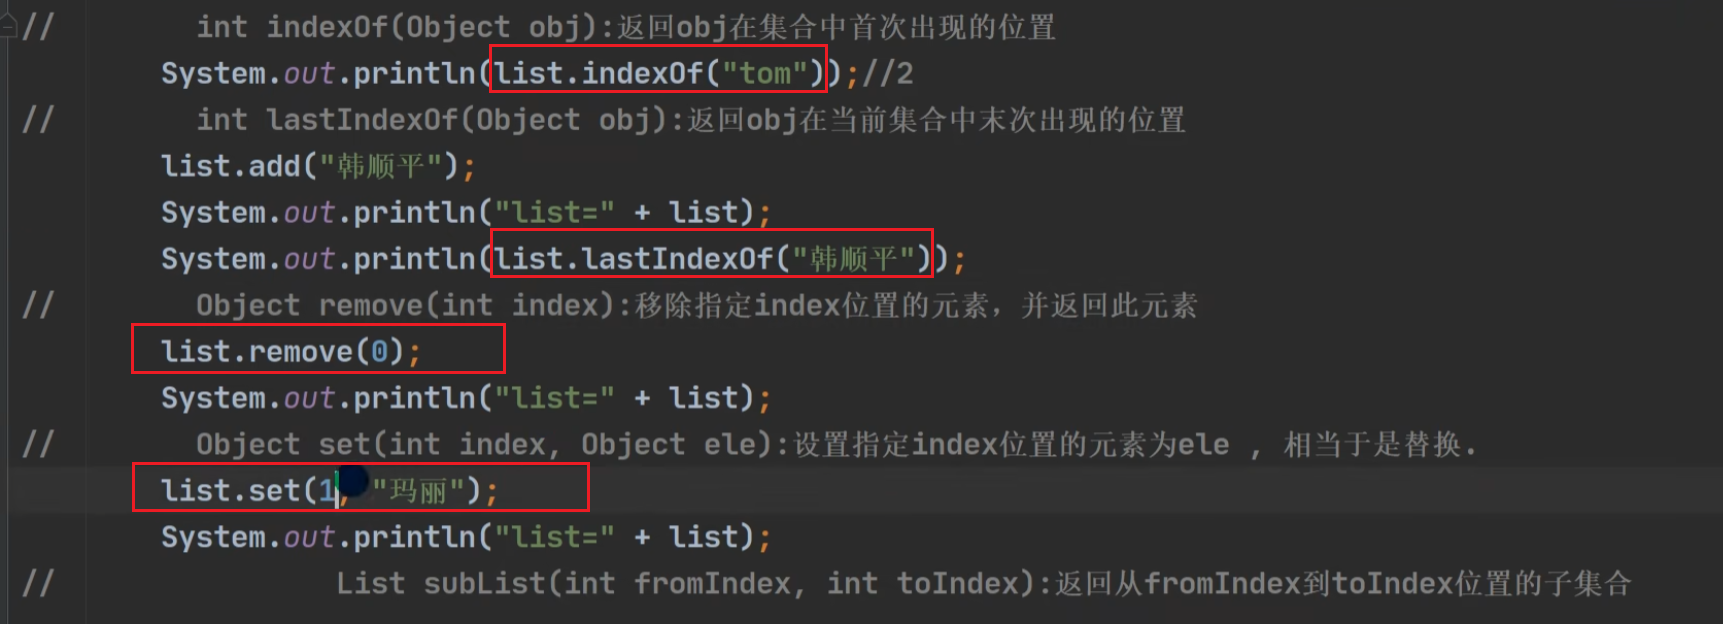 //        int indexOf(Object obj):返回obj在集合中首次出现的位置
System.out.println(list.indexOf("tom"));//2
//        int lastIndexOf(Object obj):返回obj在当前集合中末次出现的位置
list.add("韩顺平");
System.out.println("list=" + list);
System.out.println(list.lastIndexOf("韩顺平"));
//        Object remove(int index):移除指定index位置的元素，并返回此元素
list.remove(0);
System.out.println("list=" + list);
//        Object set(int index, Object ele):设置指定index位置的元素为ele , 相当于是替换.
list.set(1, "玛丽");
System.out.println("list=" + list);
//                List subList(int fromIndex, int toIndex):返回从fromIndex到toIndex位置的子集合